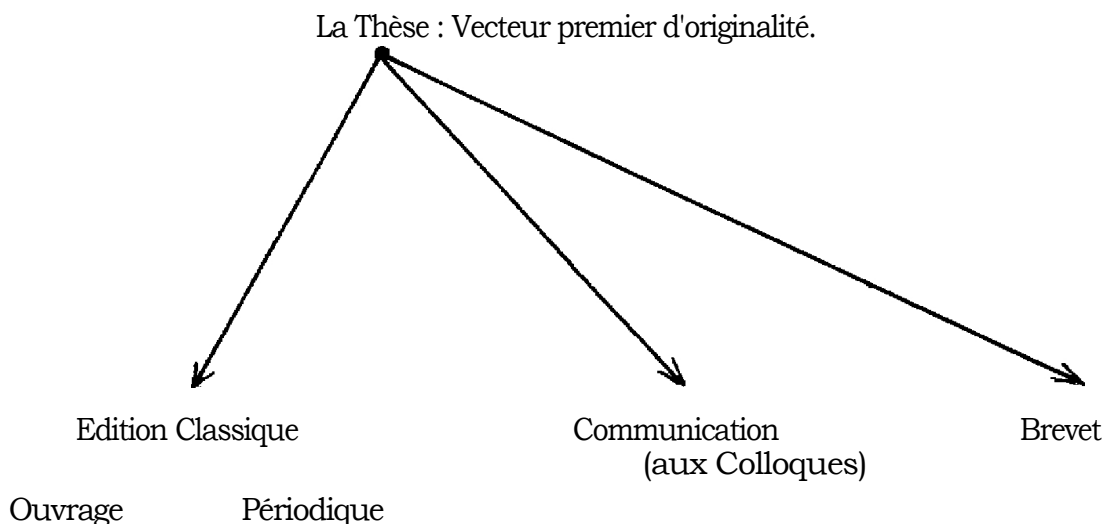 La Thèse : Vecteur premier d'originalité.
Edition Classique Communication Brevet
(aux Colloques)
Ouvrage Périodique